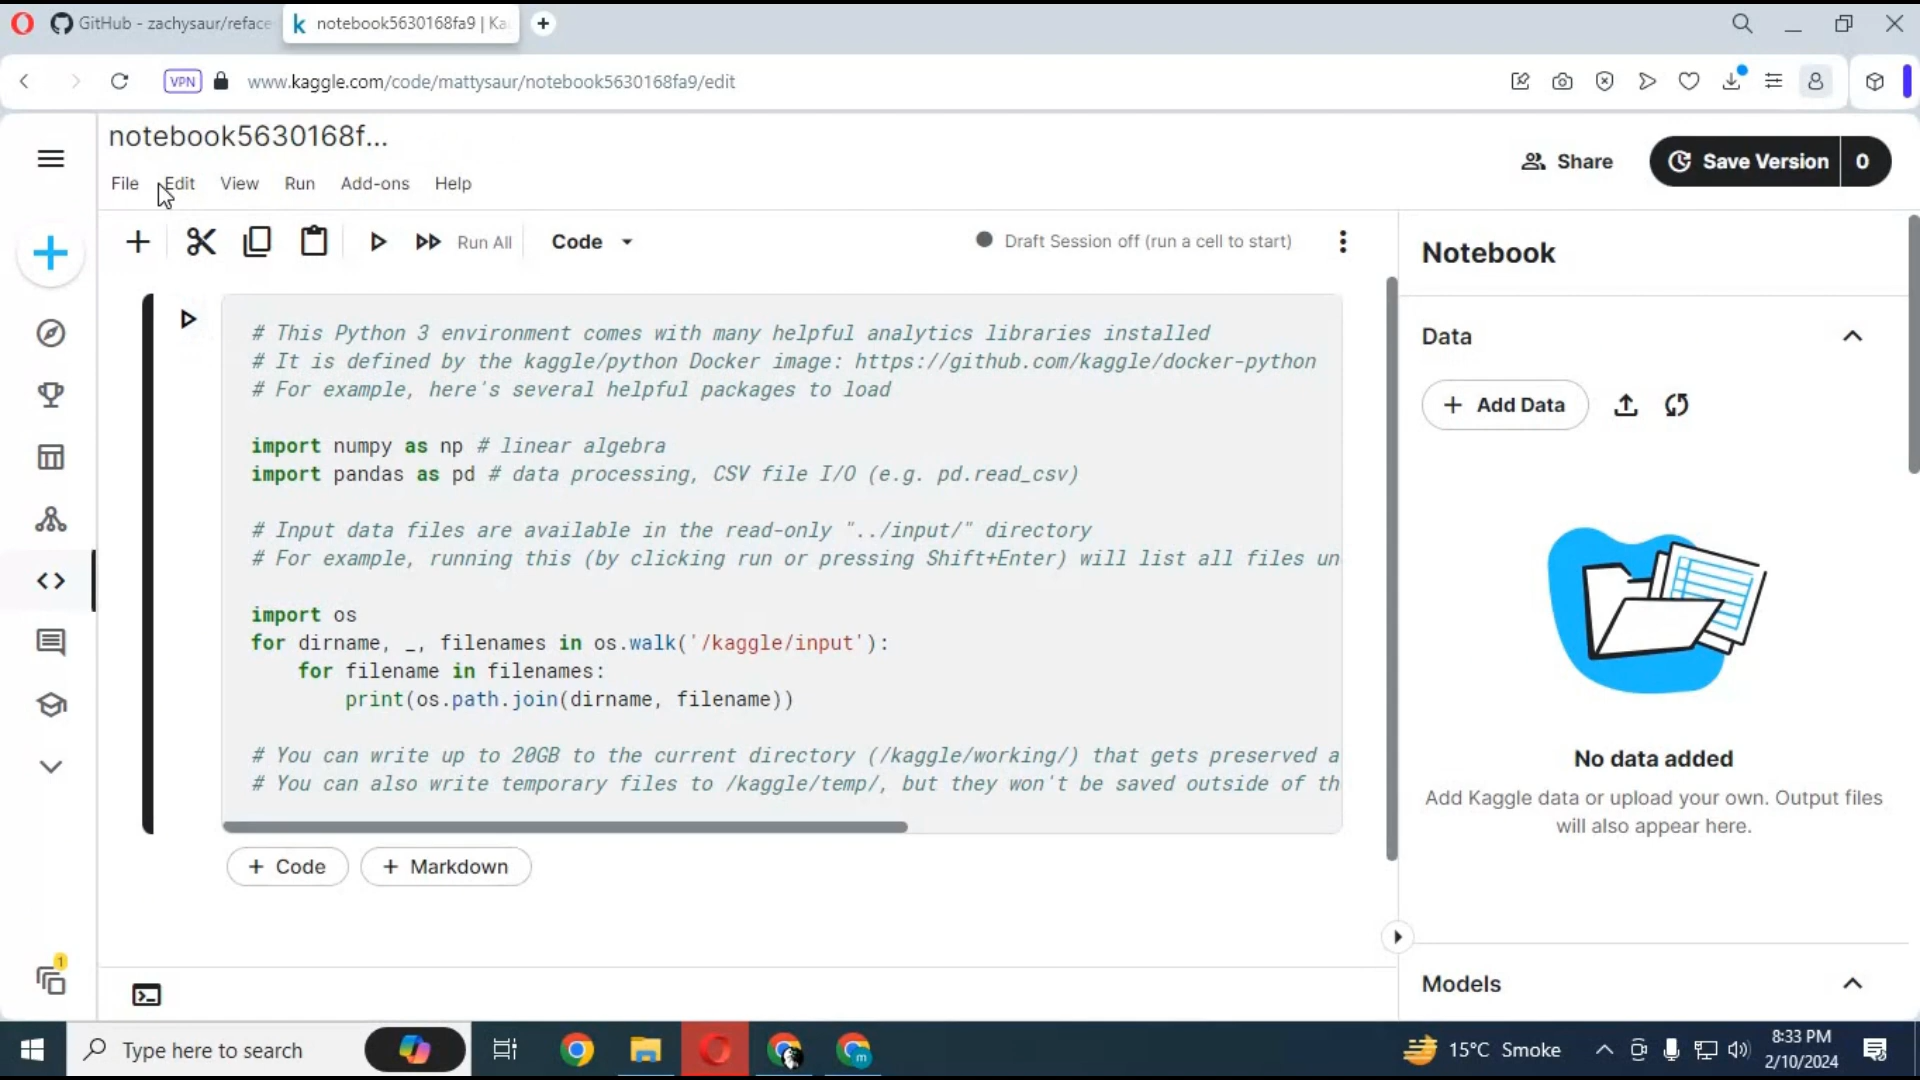 GitHub - zachysaur/reface
notebook5630168fa9 | Ka
VPN
www.kaggle.com/code/mattysaur/notebook5630168fa9/edit
notebook5630168f...
File Edit View Run Add-ons Help
Share
Save Version 0
Run All
Code
Draft Session off (run a cell to start)
# This Python 3 environment comes with many helpful analytics libraries installed
# It is defined by the kaggle/python Docker image: https://github.com/kaggle/docker-python
# For example, here's several helpful packages to load
import numpy as np # linear algebra
import pandas as pd # data processing, CSV file I/O (e.g. pd.read_csv)
# Input data files are available in the read-only "../input/" directory
# For example, running this (by clicking run or pressing Shift+Enter) will list all files un
import os
for dirname, _, filenames in os.walk('/kaggle/input'):
for filename in filenames:
print(os.path.join(dirname, filename))
# You can write up to 20GB to the current directory (/kaggle/working/) that gets preserved a
# You can also write temporary files to /kaggle/temp/, but they won't be saved outside of th
+ Code
+ Markdown
Notebook
Data
+ Add Data
No data added
Add Kaggle data or upload your own. Output files
will also appear here.
Models
1
Type here to search
m
15°C Smoke
8:33 PM
2/10/2024